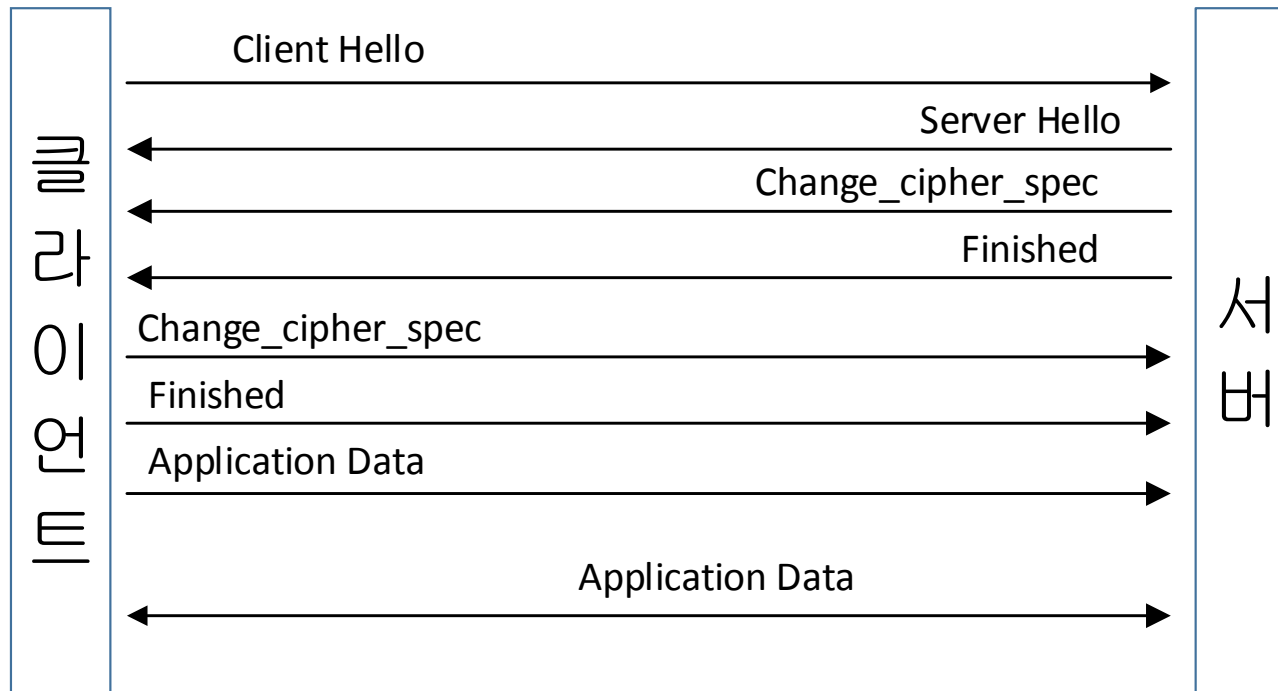 클라이언트
Client Hello
Server Hello
Change_cipher_spec
Finished
Change_cipher_spec
Finished
Application Data
Application Data
서버